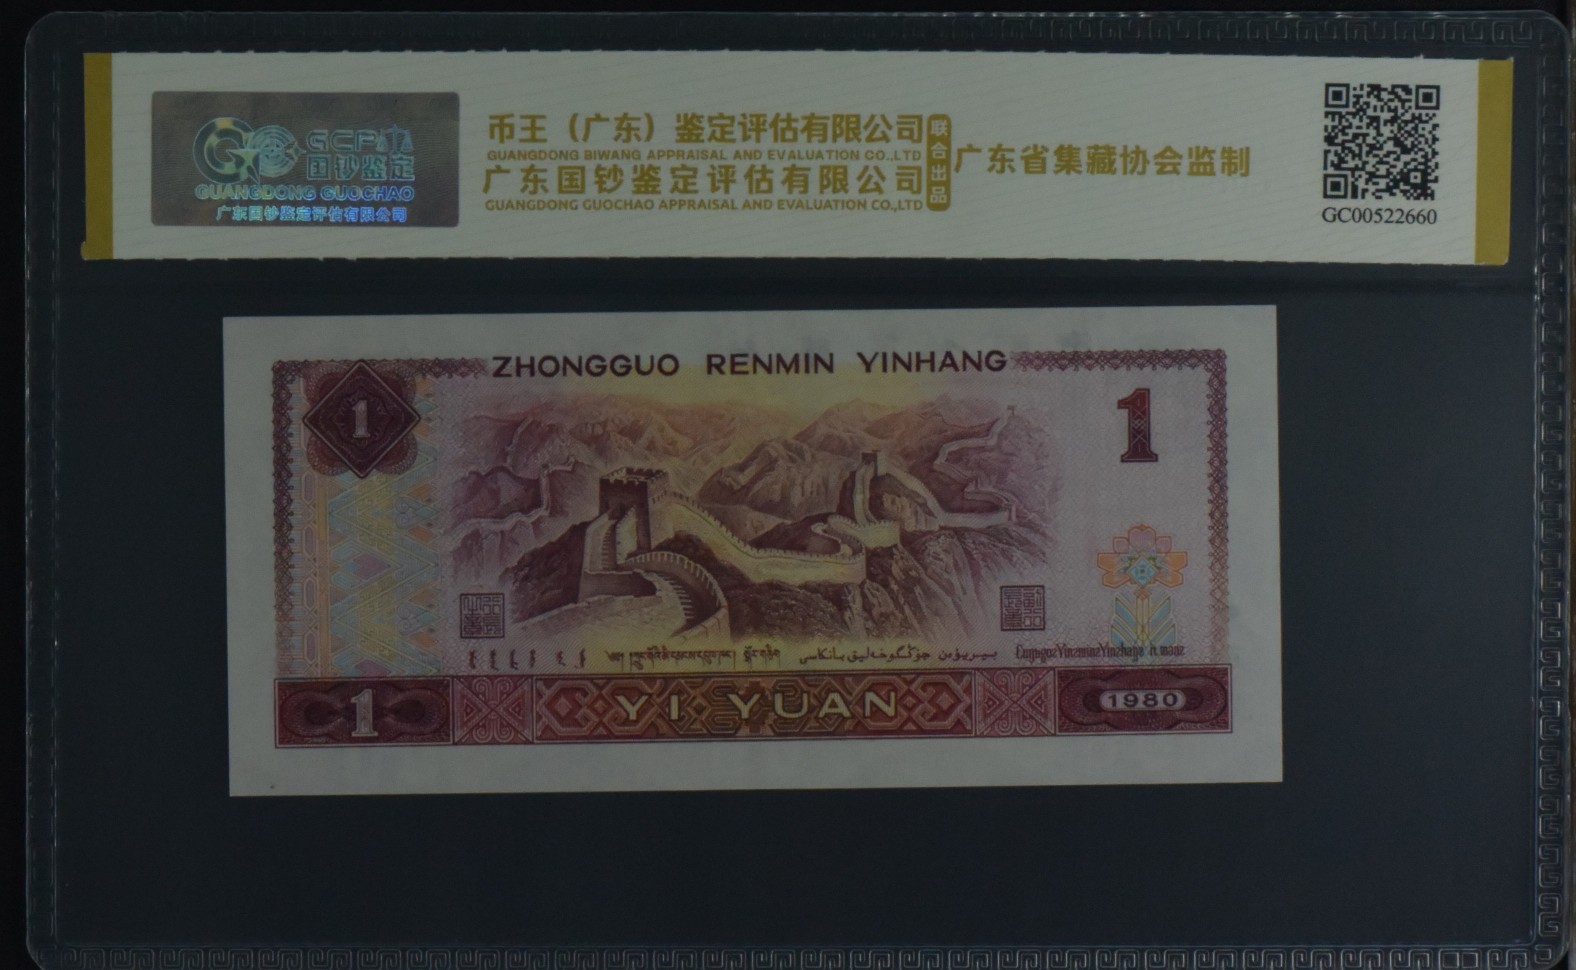 GCP
国钞鉴定
GUANGDONG GUOCHAO
广东国钞鉴定评估有限公司
币王（广东）鉴定评估有限公司
GUANGDONG BIWANG APPRAISAL AND EVALUATION CO.,LTD
广东国钞鉴定评估有限公司
GUANGDONG GUOCHAO APPRAISAL AND EVALUATION CO.,LTD
联合出品
广东省集藏协会监制
GC00522660
ZHONGGUO RENMIN YINHANG
1
1
1
YI YUAN
1980